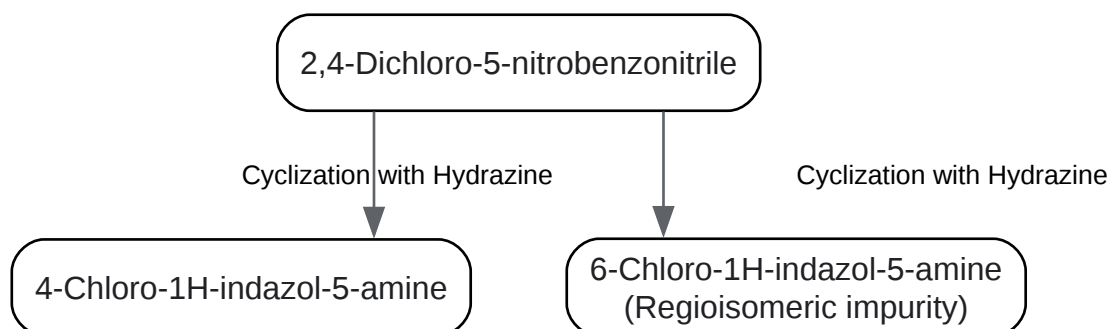 2,4-Dichloro-5-nitrobenzonitrile
Cyclization with Hydrazine
Cyclization with Hydrazine
4-Chloro-1H-indazol-5-amine
6-Chloro-1H-indazol-5-amine
(Regioisomeric impurity)